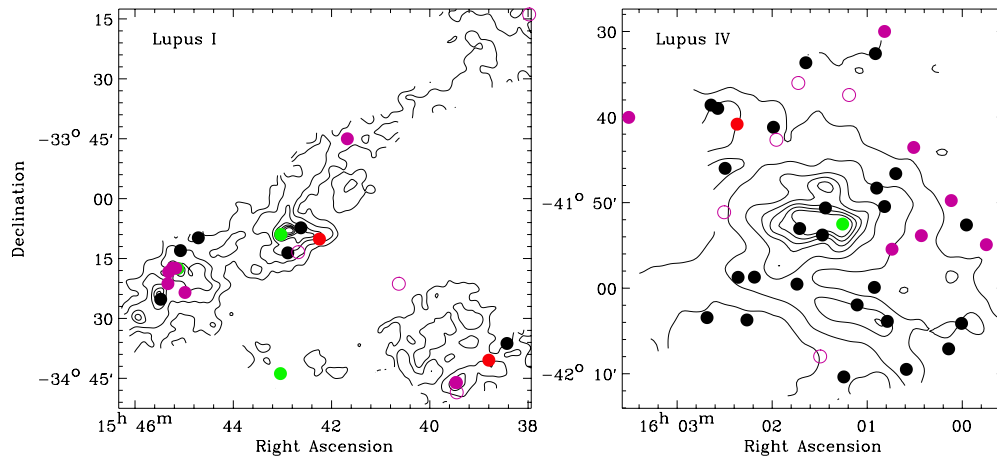 Lupus I
Declination
15
30
−33° 45′
00
15
30
−34° 45′
15h 46m 44 42 40 38
Right Ascension
Lupus IV
30
40
−41° 50′
00
−42° 10′
16h 03m 02 01 00
Right Ascension